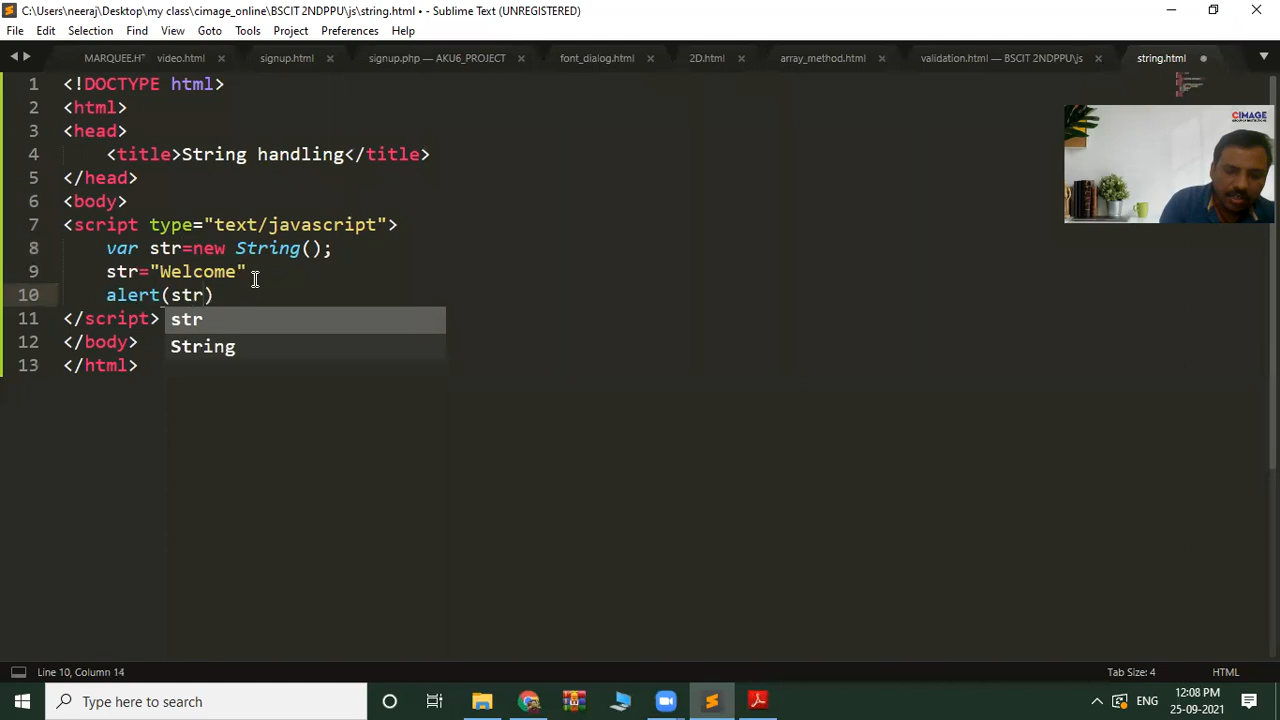 C:\Users\neeraj\Desktop\my class\cimage_online\BSCIT 2NDPPU\js\string.html • - Sublime Text (UNREGISTERED)
File Edit Selection Find View Goto Tools Project Preferences Help
MARQUEE.H video.html signup.html signup.php — AKU6_PROJECT font_dialog.html 2D.html array_method.html validation.html — BSCIT 2NDPPU\js string.html
1 <!DOCTYPE html>
2 <html>
3 <head>
4 <title>String handling</title>
5 </head>
6 <body>
7 <script type="text/javascript">
8 var str=new String();
9 str="Welcome"
10 alert(str)
11 </script>
str
12 </body>
String
13 </html>
CIMAGE
Line 10, Column 14
Tab Size: 4
HTML
Type here to search
ENG
12:08 PM
25-09-2021